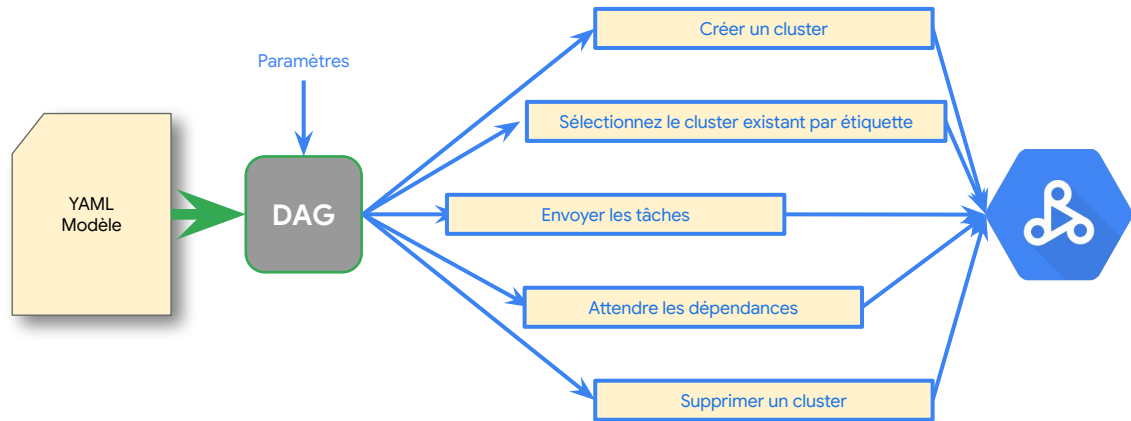 Créer un cluster
Paramètres
Sélectionnez le cluster existant par étiquette
YAML
Modèle
DAG
Envoyer les tâches
Attendre les dépendances
Supprimer un cluster